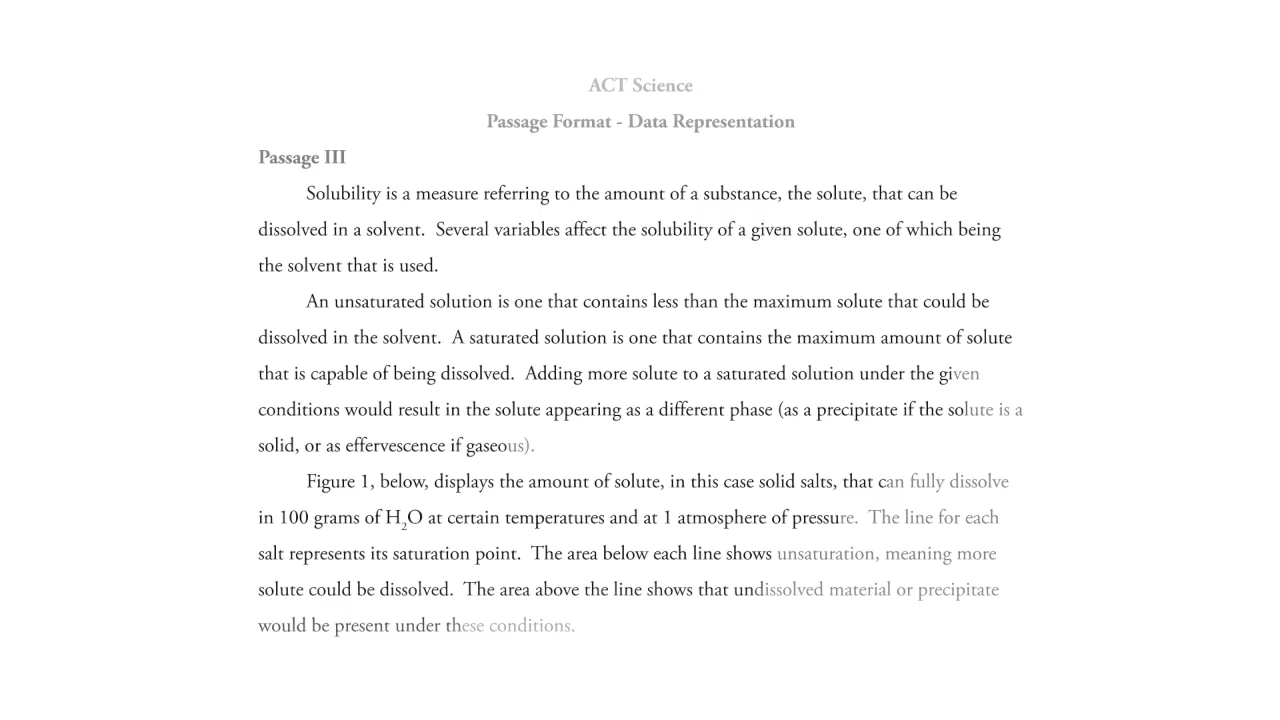 ACT Science
Passage Format - Data Representation
Passage III
Solubility is a measure referring to the amount of a substance, the solute, that can be
dissolved in a solvent.  Several variables affect the solubility of a given solute, one of which being
the solvent that is used.
An unsaturated solution is one that contains less than the maximum solute that could be
dissolved in the solvent.  A saturated solution is one that contains the maximum amount of solute
that is capable of being dissolved.  Adding more solute to a saturated solution under the given
conditions would result in the solute appearing as a different phase (as a precipitate if the solute is a
solid, or as effervescence if gaseous).
Figure 1, below, displays the amount of solute, in this case solid salts, that can fully dissolve
in 100 grams of H₂O at certain temperatures and at 1 atmosphere of pressure.  The line for each
salt represents its saturation point.  The area below each line shows unsaturation, meaning more
solute could be dissolved.  The area above the line shows that undissolved material or precipitate
would be present under these conditions.